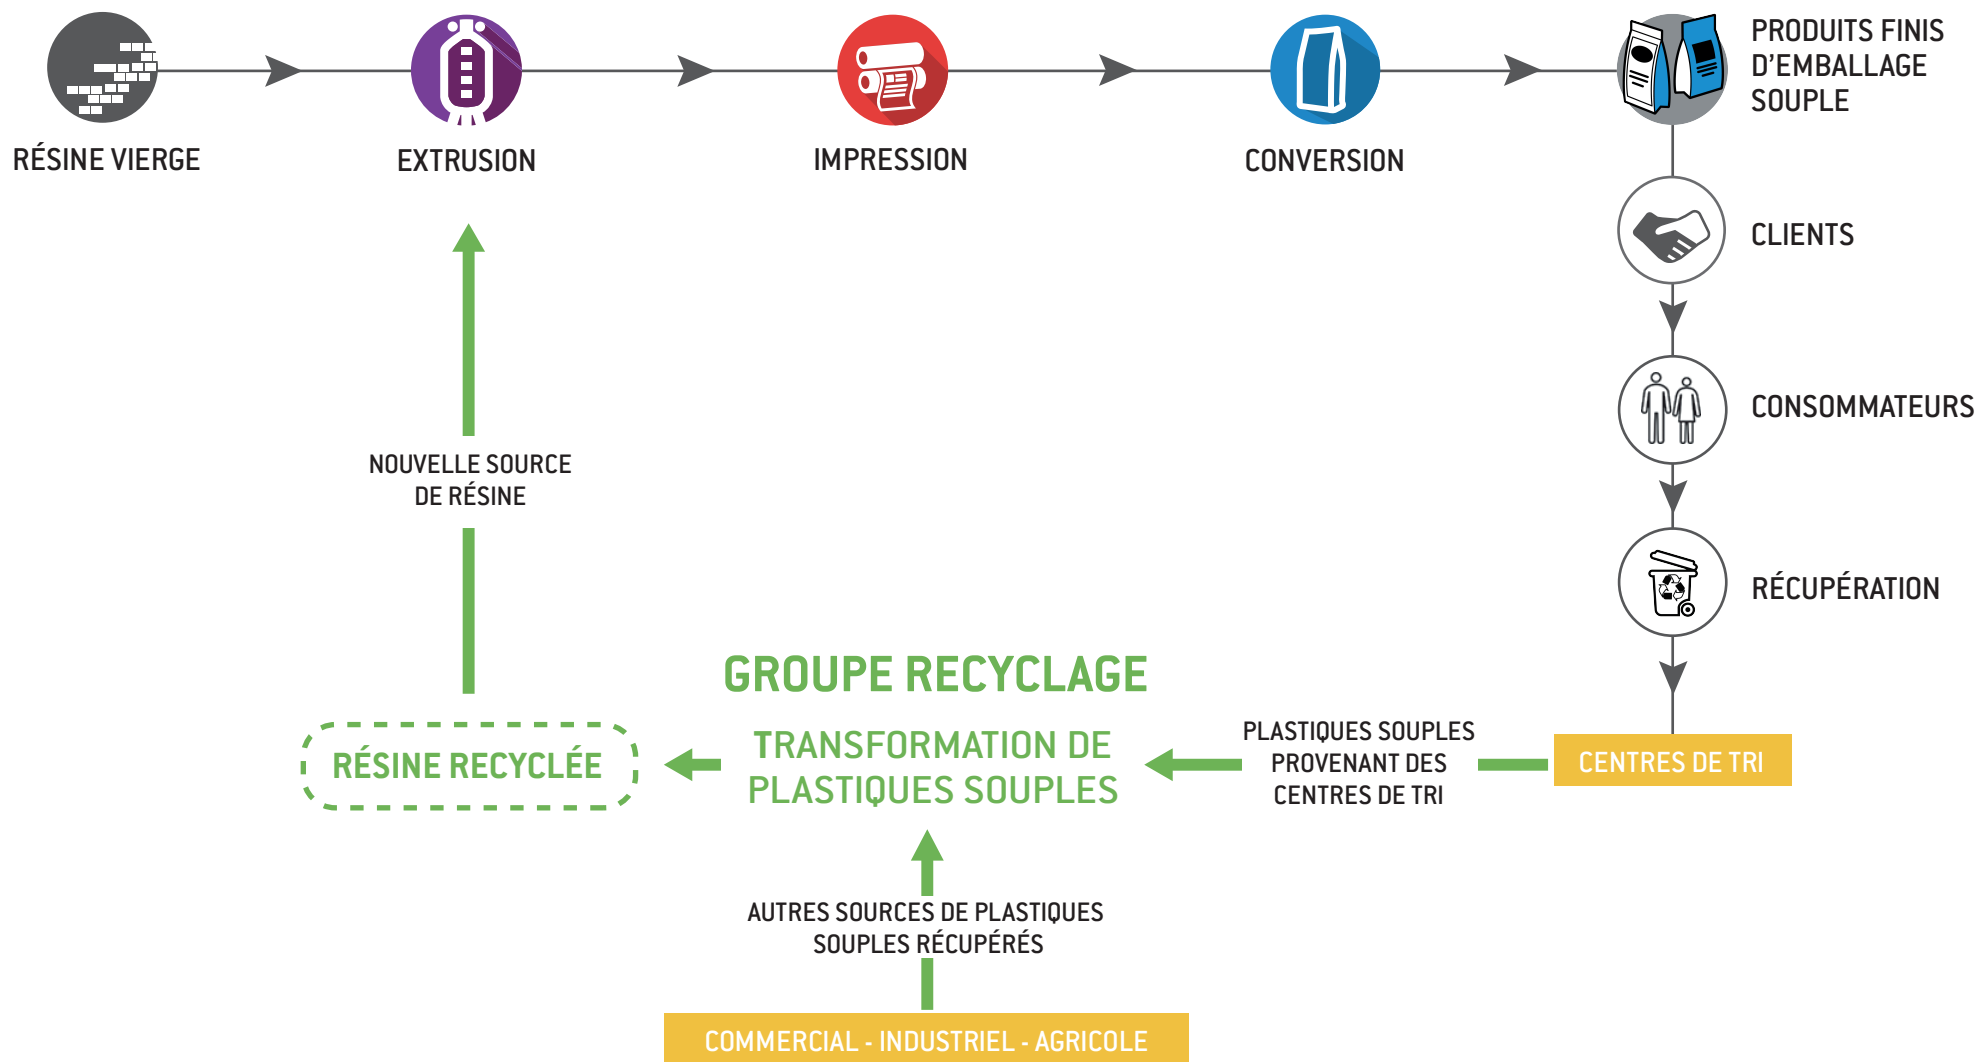 RÉSINE VIERGE
EXTRUSION
IMPRESSION
CONVERSION
PRODUITS FINIS
D’EMBALLAGE
SOUPLE
CLIENTS
CONSOMMATEURS
RÉCUPÉRATION
CENTRES DE TRI
PLASTIQUES SOUPLES
PROVENANT DES
CENTRES DE TRI
GROUPE RECYCLAGE
TRANSFORMATION DE
PLASTIQUES SOUPLES
AUTRES SOURCES DE PLASTIQUES
SOUPLES RÉCUPÉRÉS
COMMERCIAL - INDUSTRIEL - AGRICOLE
RÉSINE RECYCLÉE
NOUVELLE SOURCE
DE RÉSINE